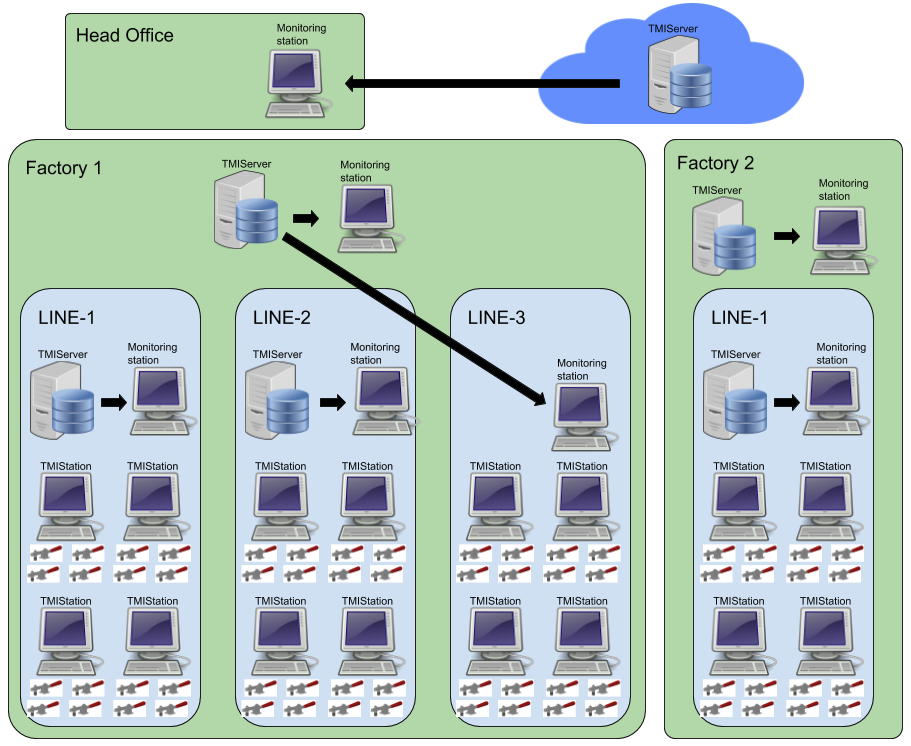 Head Office
Monitoring
station
TMIServer
Factory 1
TMIServer
Monitoring
station
LINE-1
TMIServer
Monitoring
station
TMIStation
TMIStation
TMIStation
TMIStation
LINE-2
TMIServer
Monitoring
station
TMIStation
TMIStation
TMIStation
TMIStation
LINE-3
Monitoring
station
TMIStation
TMIStation
TMIStation
TMIStation
Factory 2
TMIServer
Monitoring
station
LINE-1
TMIServer
Monitoring
station
TMIStation
TMIStation
TMIStation
TMIStation